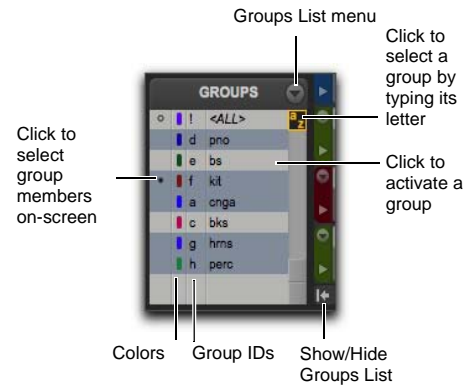 Groups List menu
Click to
select a
group by
typing its
letter
GROUPS
a
z
! <ALL>
d pno
e bs
f kit
a cnga
c bks
g hrns
h perc
Click to
select
group
members
on-screen
Click to
activate a
group
Colors
Group IDs
Show/Hide
Groups List